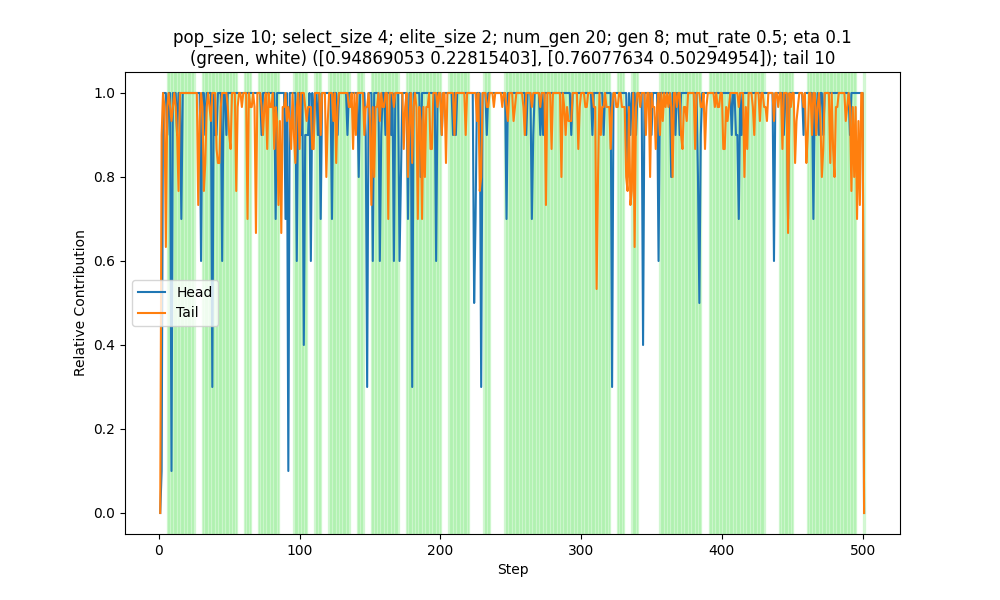 pop_size 10; select_size 4; elite_size 2; num_gen 20; gen 8; mut_rate 0.5; eta 0.1
(green, white) ([0.94869053 0.22815403], [0.76077634 0.50294954]); tail 10
1.0
0.8
0.6
0.4
0.2
0.0
Relative Contribution
Head
Tail
0
100
200
300
400
500
Step